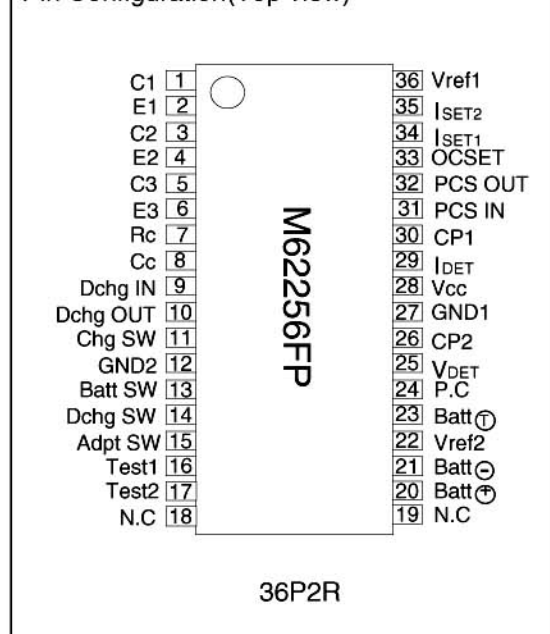 Pin Configuration(Top view)
C1 1 36 Vref1
E1 2 35 ISET2
C2 3 34 ISET1
E2 4 33 OCSET
C3 5 32 PCS OUT
E3 6 31 PCS IN
Rc 7 30 CP1
Cc 8 29 IDET
Dchg IN 9 28 Vcc
Dchg OUT 10 27 GND1
Chg SW 11 26 CP2
GND2 12 25 VDET
Batt SW 13 24 P.C
Dchg SW 14 23 Batt Ⓣ
Adpt SW 15 22 Vref2
Test1 16 21 Batt ⊖
Test2 17 20 Batt ⊕
N.C 18 19 N.C
M62256FP
36P2R